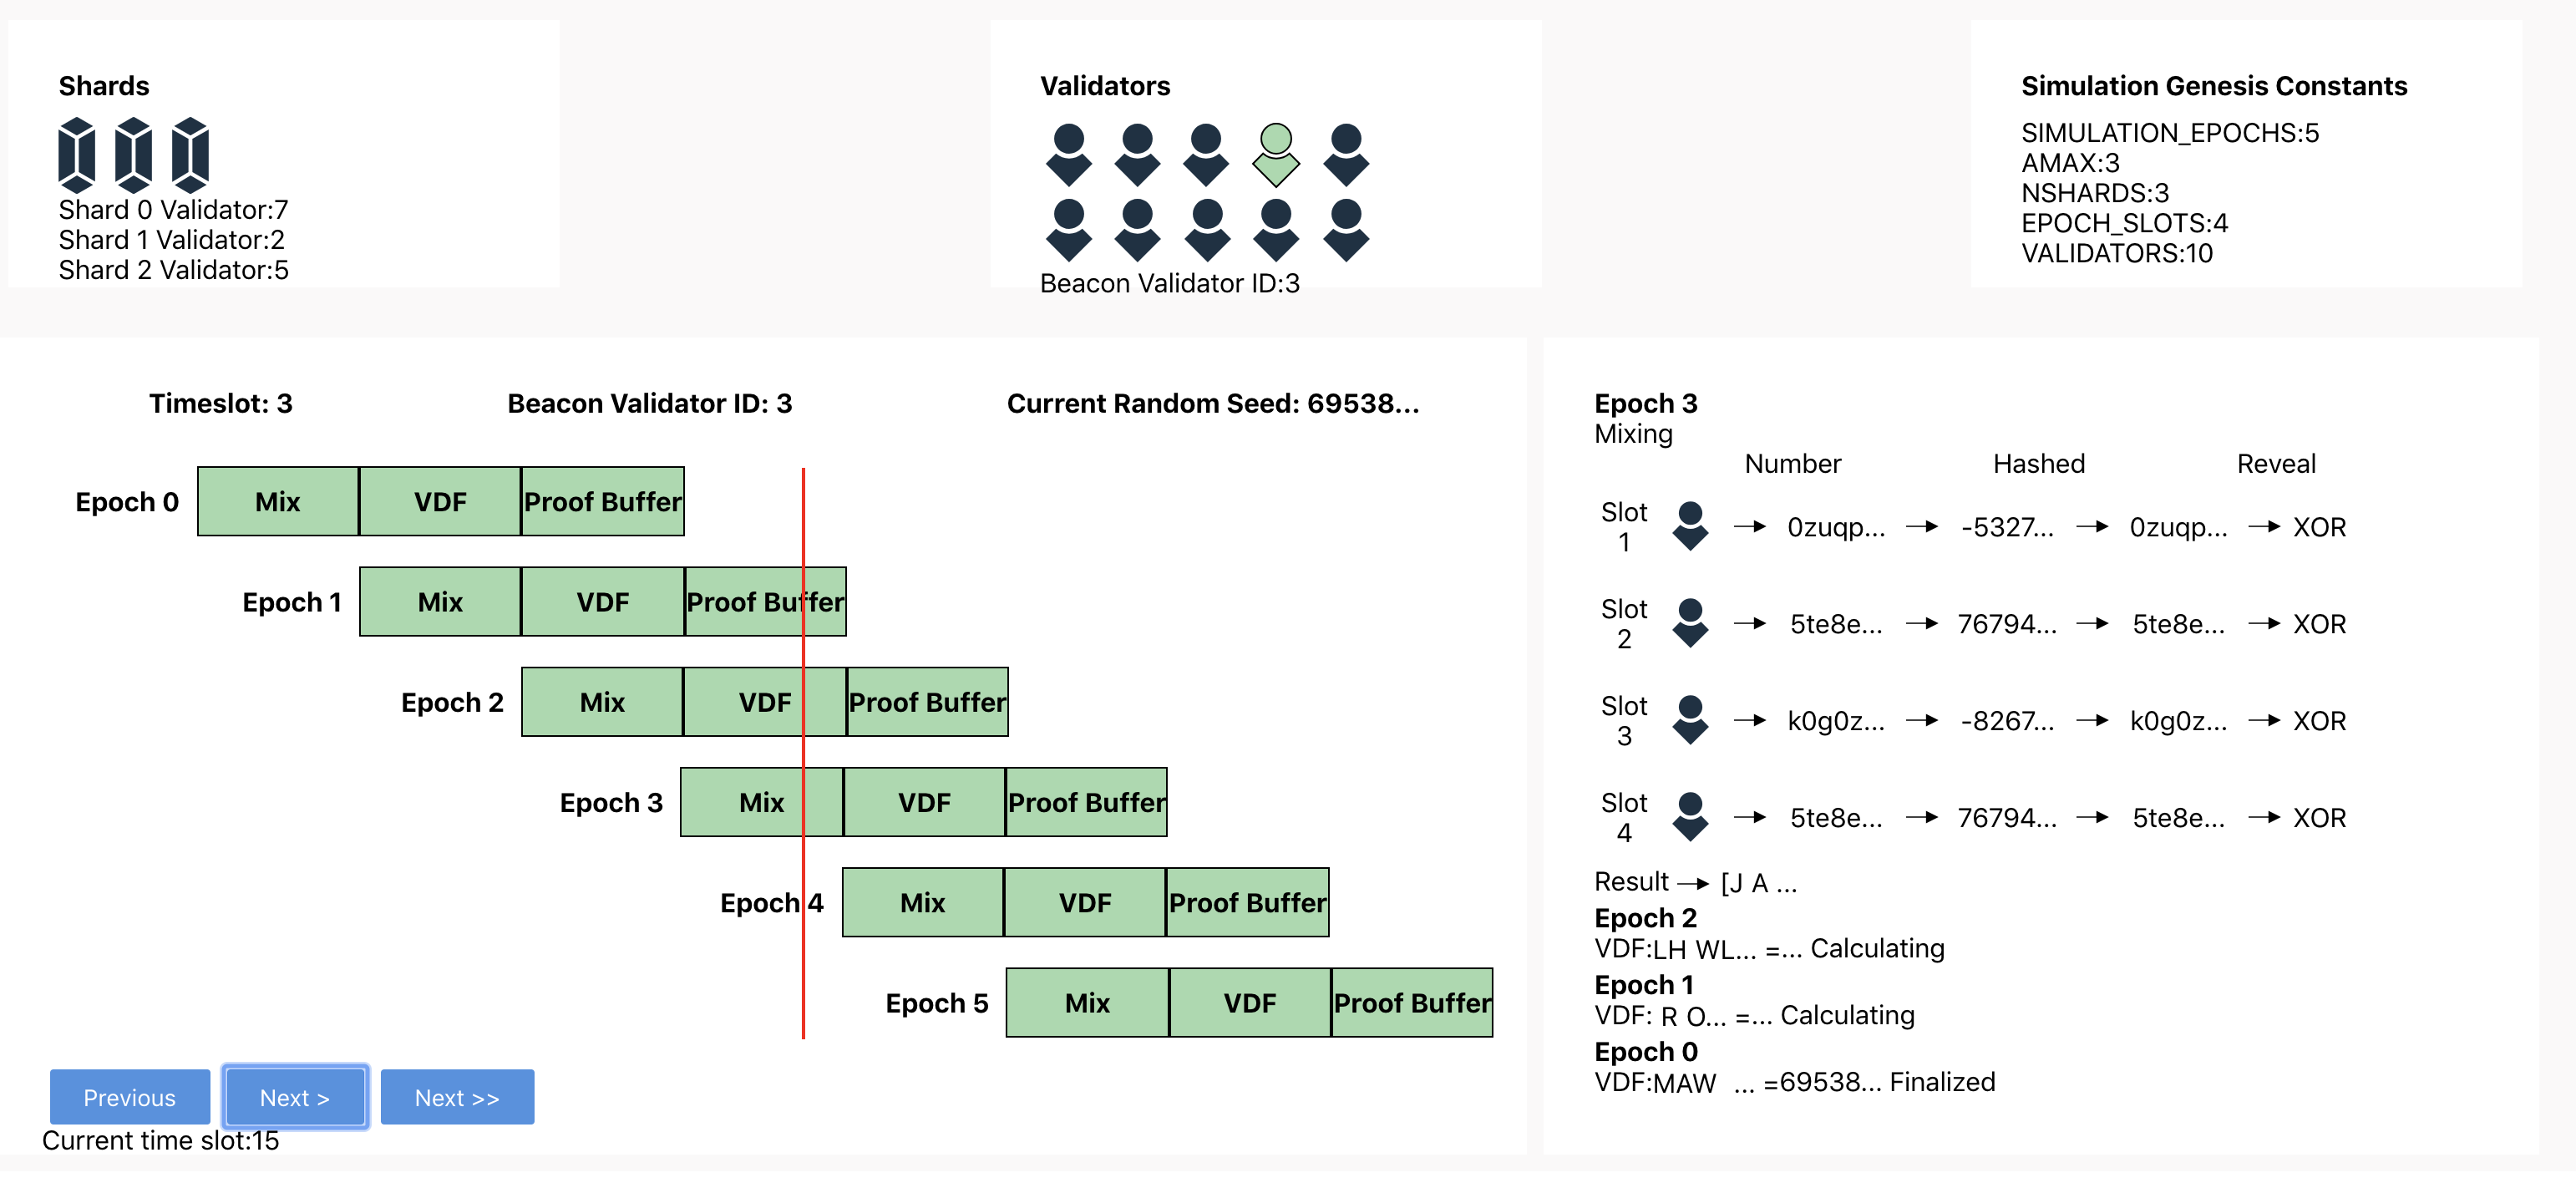 Shards
Shard 0 Validator:7
Shard 1 Validator:2
Shard 2 Validator:5
Validators
Beacon Validator ID:3
Simulation Genesis Constants
SIMULATION_EPOCHS:5
AMAX:3
NSHARDS:3
EPOCH_SLOTS:4
VALIDATORS:10
Timeslot: 3 Beacon Validator ID: 3 Current Random Seed: 69538...
Epoch 0 Mix VDF Proof Buffer
Epoch 1 Mix VDF Proof Buffer
Epoch 2 Mix VDF Proof Buffer
Epoch 3 Mix VDF Proof Buffer
Epoch 4 Mix VDF Proof Buffer
Epoch 5 Mix VDF Proof Buffer
Previous Next > Next >>
Current time slot:15
Epoch 3
Mixing
Number Hashed Reveal
Slot 1 → 0zuqp... → -5327... → 0zuqp... → XOR
Slot 2 → 5te8e... → 76794... → 5te8e... → XOR
Slot 3 → k0g0z... → -8267... → k0g0z... → XOR
Slot 4 → 5te8e... → 76794... → 5te8e... → XOR
Result → [J A ...
Epoch 2
VDF:LH WL... =... Calculating
Epoch 1
VDF: R O... =... Calculating
Epoch 0
VDF:MAW ... =69538... Finalized